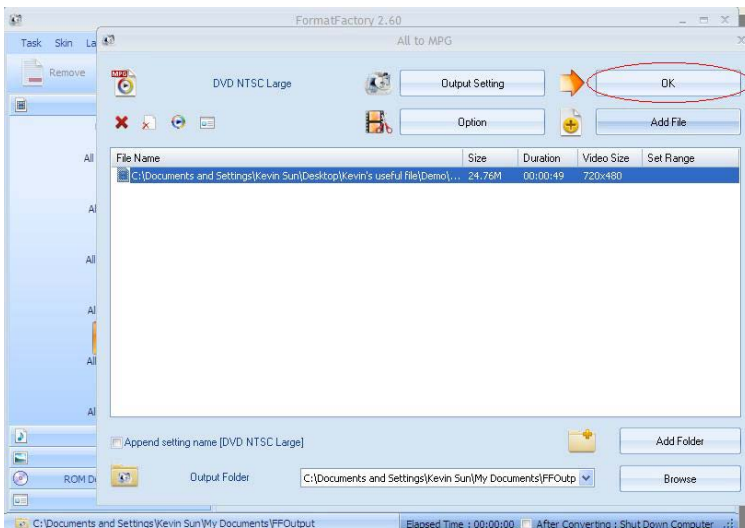 FormatFactory 2.60
Task Skin La
All to MPG
Remove
MPG
DVD NTSC Large
Output Setting
OK
Option
Add File
File Name Size Duration Video Size Set Range
C:\Documents and Settings\Kevin Sun\Desktop\Kevin's useful file\Demo\... 24.76M 00:00:49 720x480
All
Al
All
Al
All
Al
Append setting name [DVD NTSC Large]
Add Folder
ROM D
Output Folder
C:\Documents and Settings\Kevin Sun\My Documents\FFOutp
Browse
C:\Documents and Settings\Kevin Sun\My Documents\FFOutput
Elapsed Time : 00:00:00
After Converting : Shut Down Computer